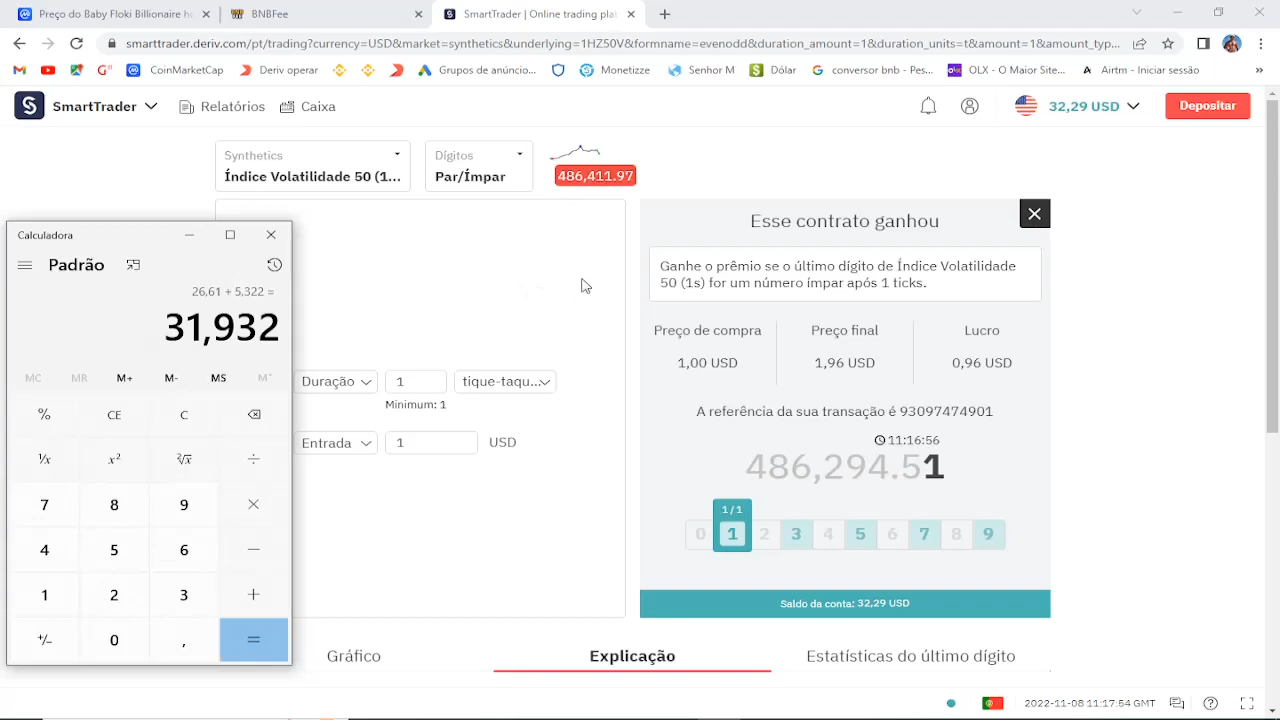 Preço do Baby Floki Billionaire ho
BNBFee
SmartTrader | Online trading plat
smarttrader.deriv.com/pt/trading?currency=USD&market=synthetics&underlying=1HZ50V&formname=evenodd&duration_amount=1&duration_units=t&amount=1&amount_typ...
CoinMarketCap
Deriv operar
Grupos de anúncio...
Monetizze
Senhor M
Dólar
conversor bnb - Pes...
OLX - O Maior Site...
Airtm - Iniciar sessão
»
SmartTrader
Relatórios
Caixa
32,29 USD
Depositar
Synthetics
Índice Volatilidade 50 (1...
Dígitos
Par/Ímpar
486,411.97
Calculadora
Padrão
26,61 + 5,322 =
31,932
MC MR M+ M- MS M˅
% CE C
¹/x x² ²√x ÷
7 8 9 ×
4 5 6 −
1 2 3 +
+/− 0 , =
Duração
1
tique-taqu...
Minimum: 1
Entrada
1
USD
Esse contrato ganhou
Ganhe o prêmio se o último dígito de Índice Volatilidade
50 (1s) for um número ímpar após 1 ticks.
Preço de compra Preço final Lucro
1,00 USD 1,96 USD 0,96 USD
A referência da sua transação é 93097474901
11:16:56
486,294.51
1/1
0 1 2 3 4 5 6 7 8 9
Saldo da conta: 32,29 USD
Gráfico
Explicação
Estatísticas do último dígito
2022-11-08 11:17:54 GMT